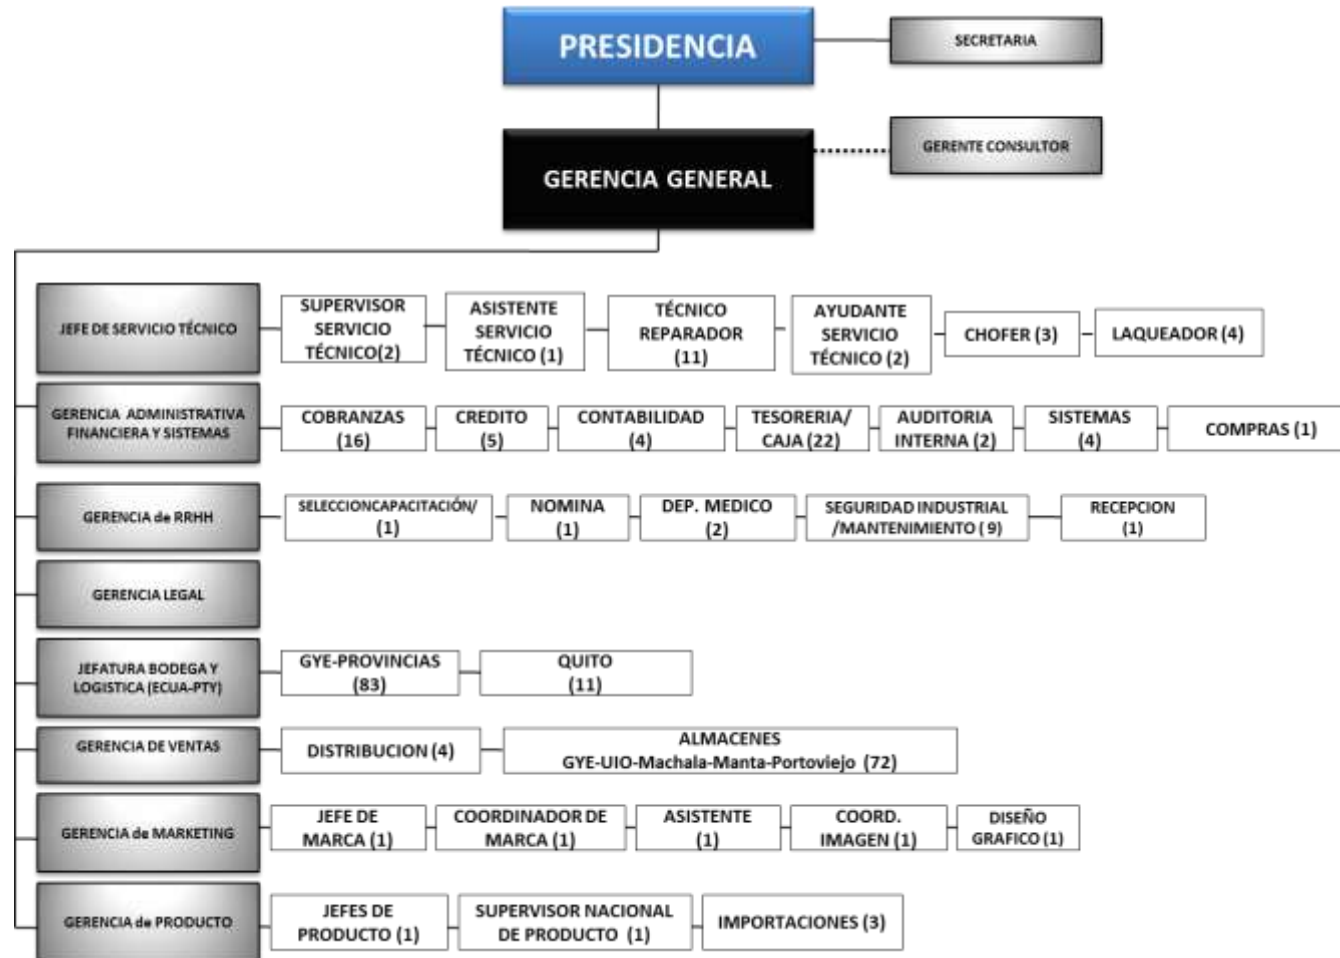 PRESIDENCIA
SECRETARIA
GERENCIA GENERAL
GERENTE CONSULTOR
JEFE DE SERVICIO TÉCNICO
SUPERVISOR
SERVICIO
TÉCNICO(2)
ASISTENTE
SERVICIO
TÉCNICO (1)
TÉCNICO
REPARADOR
(11)
AYUDANTE
SERVICIO
TÉCNICO (2)
CHOFER (3)
LAQUEADOR (4)
GERENCIA ADMINISTRATIVA
FINANCIERA Y SISTEMAS
COBRANZAS
(16)
CREDITO
(5)
CONTABILIDAD
(4)
TESORERIA/
CAJA (22)
AUDITORIA
INTERNA (2)
SISTEMAS
(4)
COMPRAS (1)
GERENCIA de RRHH
SELECCIONCAPACITACIÓN/
(1)
NOMINA
(1)
DEP. MEDICO
(2)
SEGURIDAD INDUSTRIAL
/MANTENIMIENTO ( 9)
RECEPCION
(1)
GERENCIA LEGAL
JEFATURA BODEGA Y
LOGISTICA (ECUA-PTY)
GYE-PROVINCIAS
(83)
QUITO
(11)
GERENCIA DE VENTAS
DISTRIBUCION (4)
ALMACENES
GYE-UIO-Machala-Manta-Portoviejo (72)
GERENCIA de MARKETING
JEFE DE
MARCA (1)
COORDINADOR DE
MARCA (1)
ASISTENTE
(1)
COORD.
IMAGEN (1)
DISEÑO
GRAFICO (1)
GERENCIA de PRODUCTO
JEFES DE
PRODUCTO (1)
SUPERVISOR NACIONAL
DE PRODUCTO (1)
IMPORTACIONES (3)